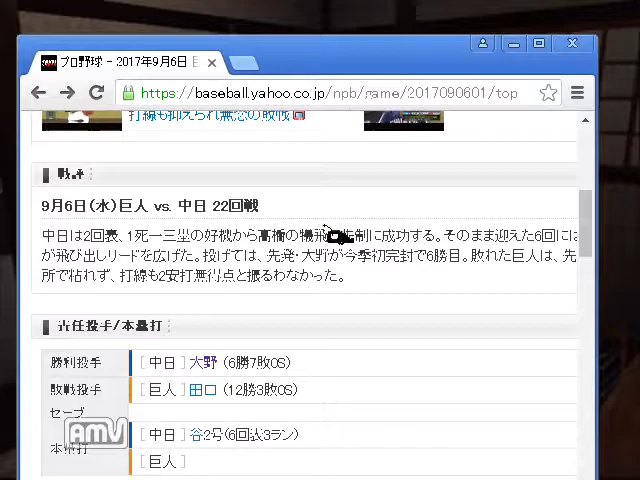 プロ野球 - 2017年9月6日
https://baseball.yahoo.co.jp/npb/game/2017090601/top
打線も抑えられ無念の敗戦
戦評
9月6日(水)巨人 vs. 中日 22回戦
中日は2回表、1死一三塁の好機から高橋の犠飛で先制に成功する。そのまま迎えた6回には
が飛び出しリードを広げた。投げては、先発・大野が今季初完封で6勝目。敗れた巨人は、先
所で粘れず、打線も2安打無得点と振るわなかった。
責任投手/本塁打
勝利投手 [ 中日 ] 大野 (6勝7敗0S)
敗戦投手 [ 巨人 ] 田口 (12勝3敗0S)
セーブ
本塁打 [ 中日 ] 谷2号(6回表3ラン)
[ 巨人 ]
AMV